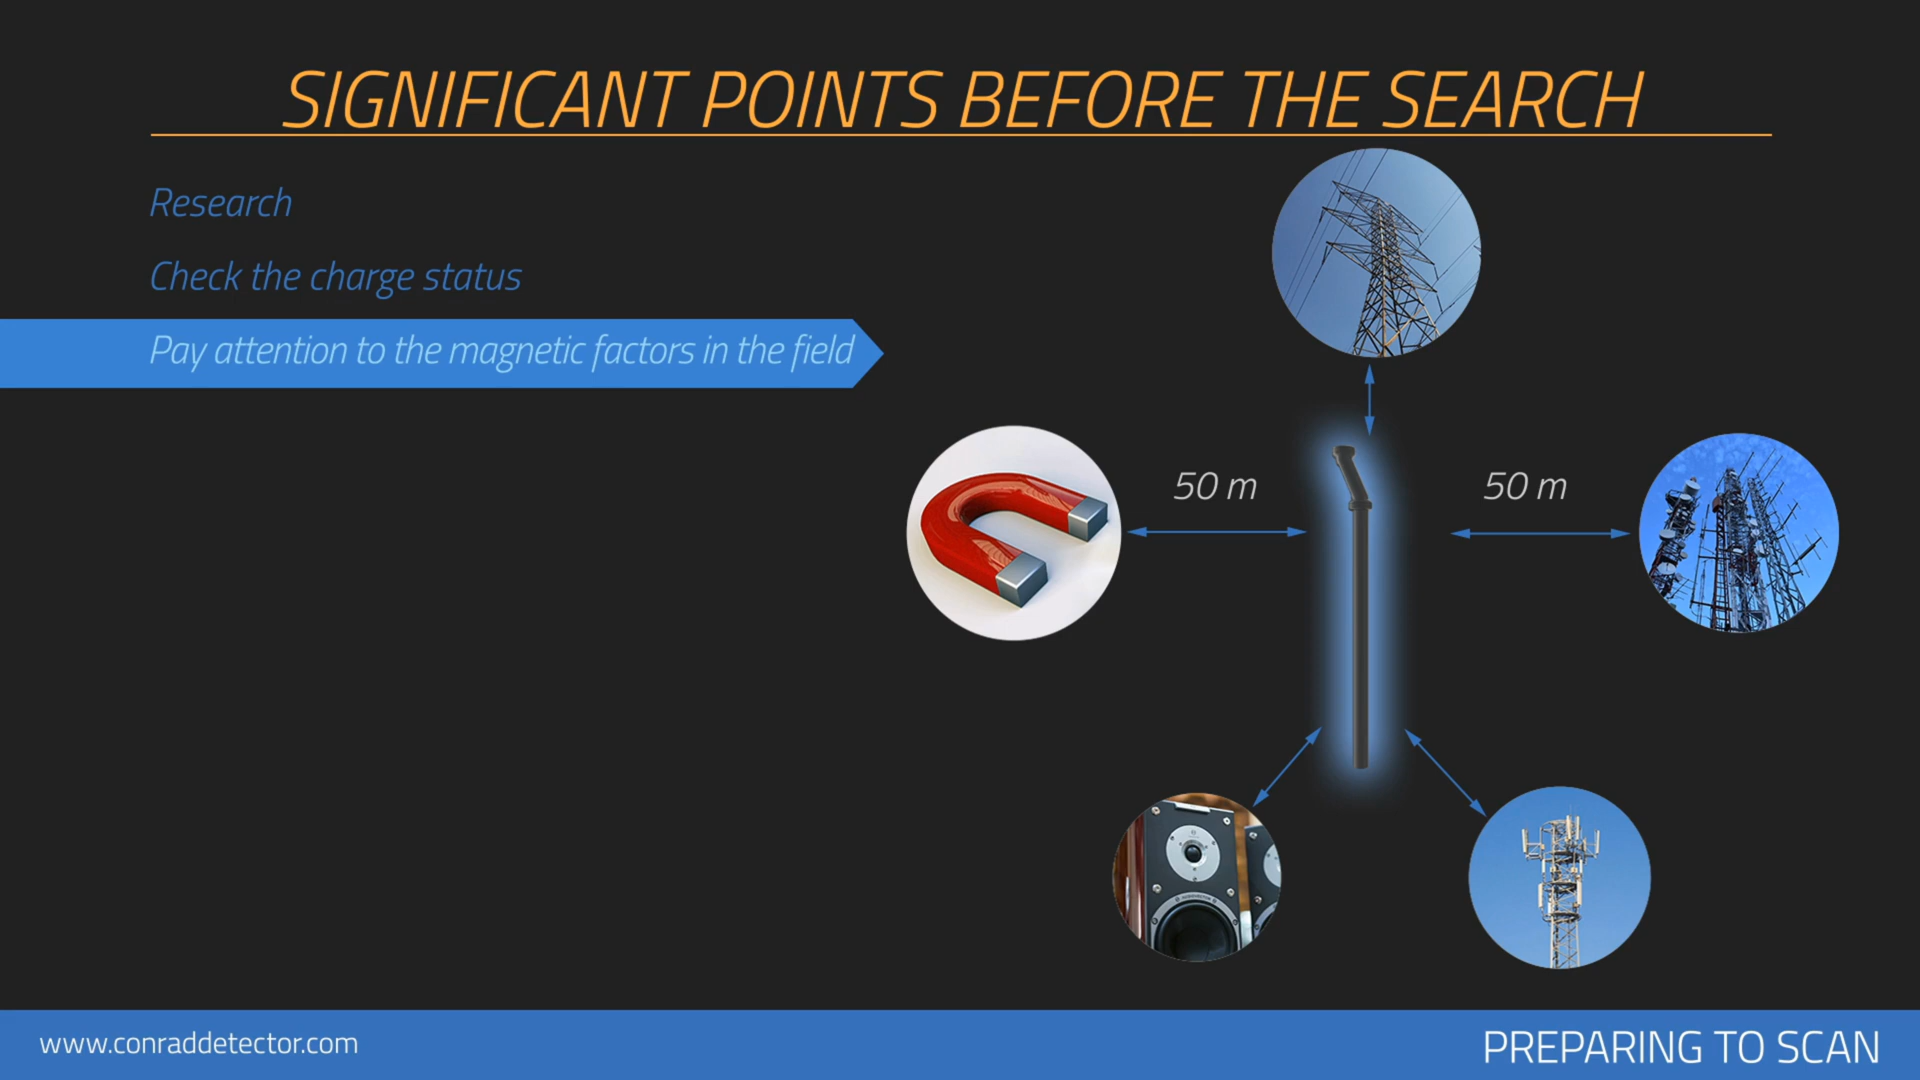 SIGNIFICANT POINTS BEFORE THE SEARCH
Research
Check the charge status
Pay attention to the magnetic factors in the field
50 m
50 m
www.conraddetector.com
PREPARING TO SCAN